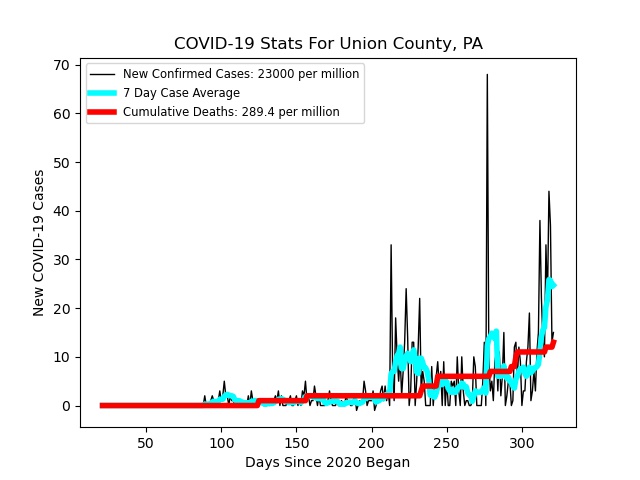 COVID-19 Stats For Union County, PA
New Confirmed Cases: 23000 per million
7 Day Case Average
Cumulative Deaths: 289.4 per million
New COVID-19 Cases
70
60
50
40
30
20
10
0
50 100 150 200 250 300
Days Since 2020 Began